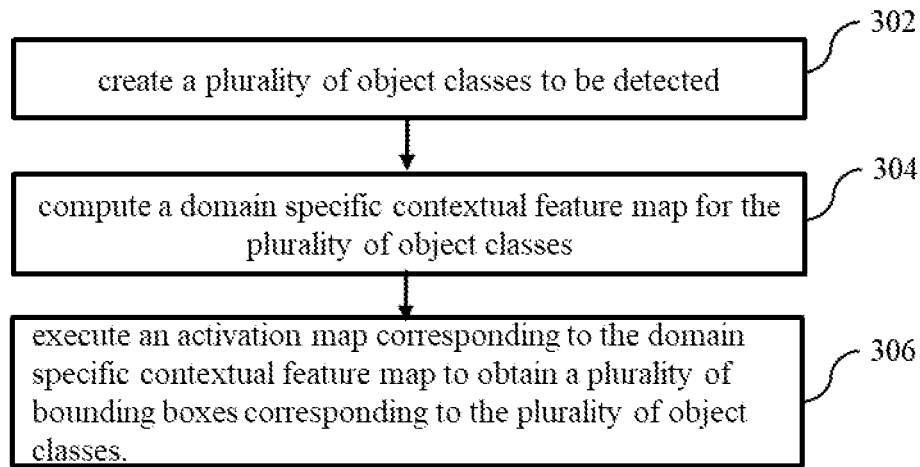 302
create a plurality of object classes to be detected
304
compute a domain specific contextual feature map for the
plurality of object classes
306
execute an activation map corresponding to the domain
specific contextual feature map to obtain a plurality of
bounding boxes corresponding to the plurality of object
classes.